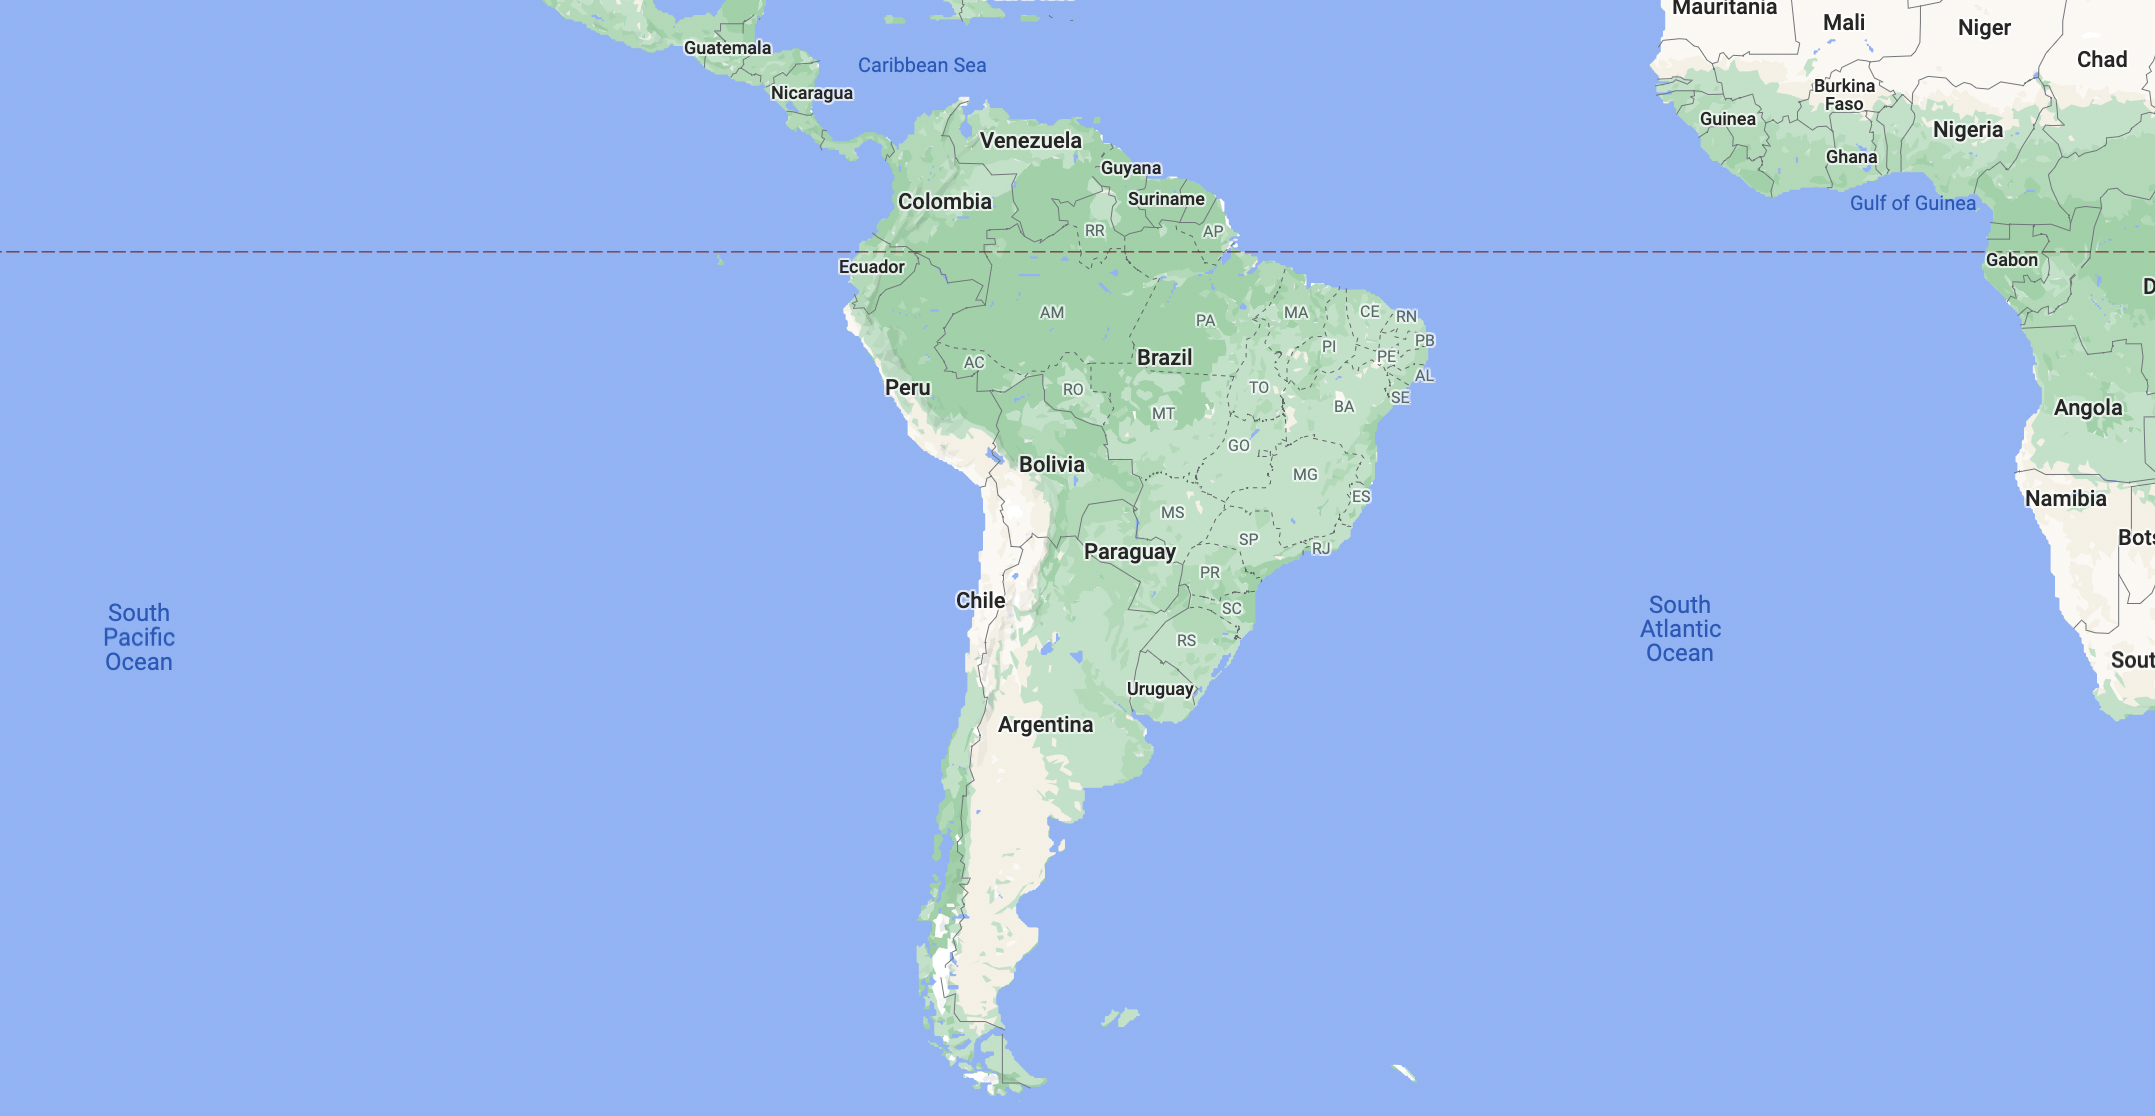 Mauritania
Mali
Niger
Chad
Guatemala
Caribbean Sea
Nicaragua
Burkina
Faso
Guinea
Nigeria
Venezuela
Ghana
Guyana
Colombia
Suriname
Gulf of Guinea
RR
AP
Ecuador
Gabon
D
AM
PA
MA
CE
RN
PB
PI
PE
Brazil
AC
AL
Peru
RO
TO
SE
MT
BA
Angola
GO
Bolivia
MG
ES
Namibia
MS
SP
RJ
Bots
Paraguay
PR
Chile
SC
South
Pacific
Ocean
South
Atlantic
Ocean
RS
Sout
Uruguay
Argentina